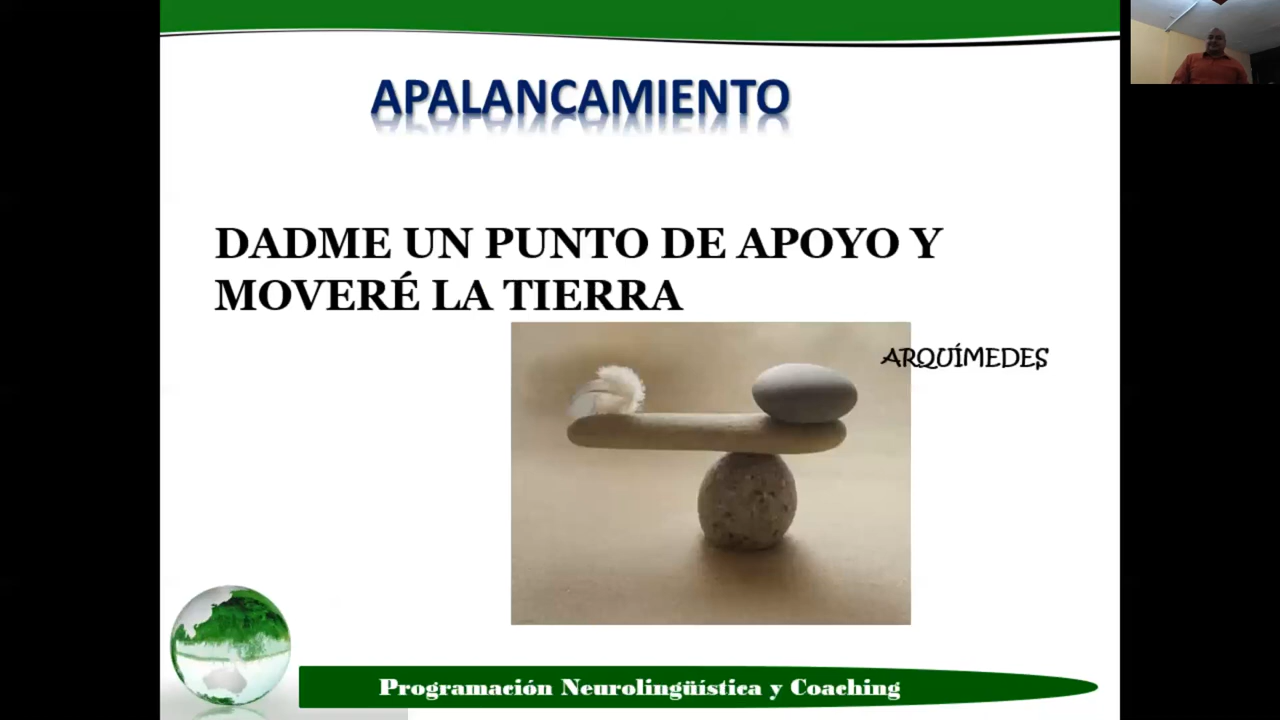 APALANCAMIENTO
DADME UN PUNTO DE APOYO Y
MOVERÉ LA TIERRA
ARQUÍMEDES
Programación Neurolingüística y Coaching